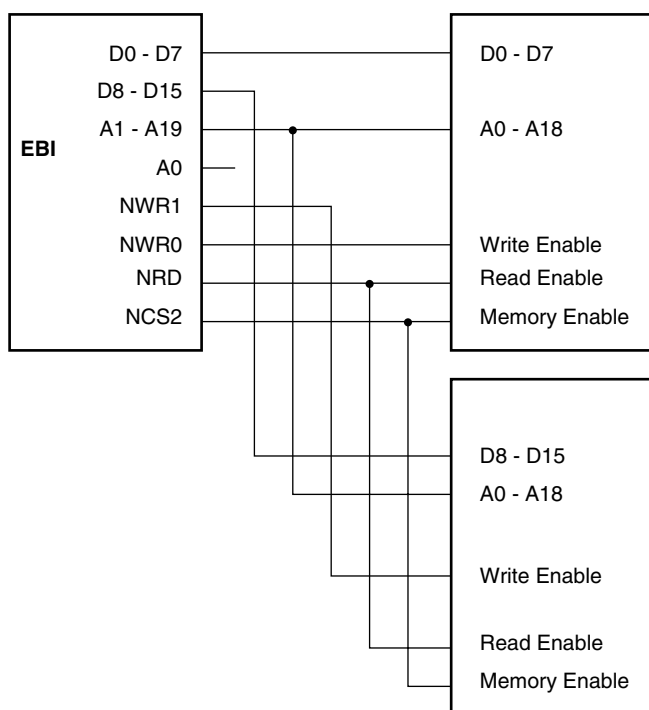 D0 - D7
D8 - D15
A1 - A19
EBI
A0
NWR1
NWR0
NRD
NCS2
D0 - D7
A0 - A18
Write Enable
Read Enable
Memory Enable
D8 - D15
A0 - A18
Write Enable
Read Enable
Memory Enable